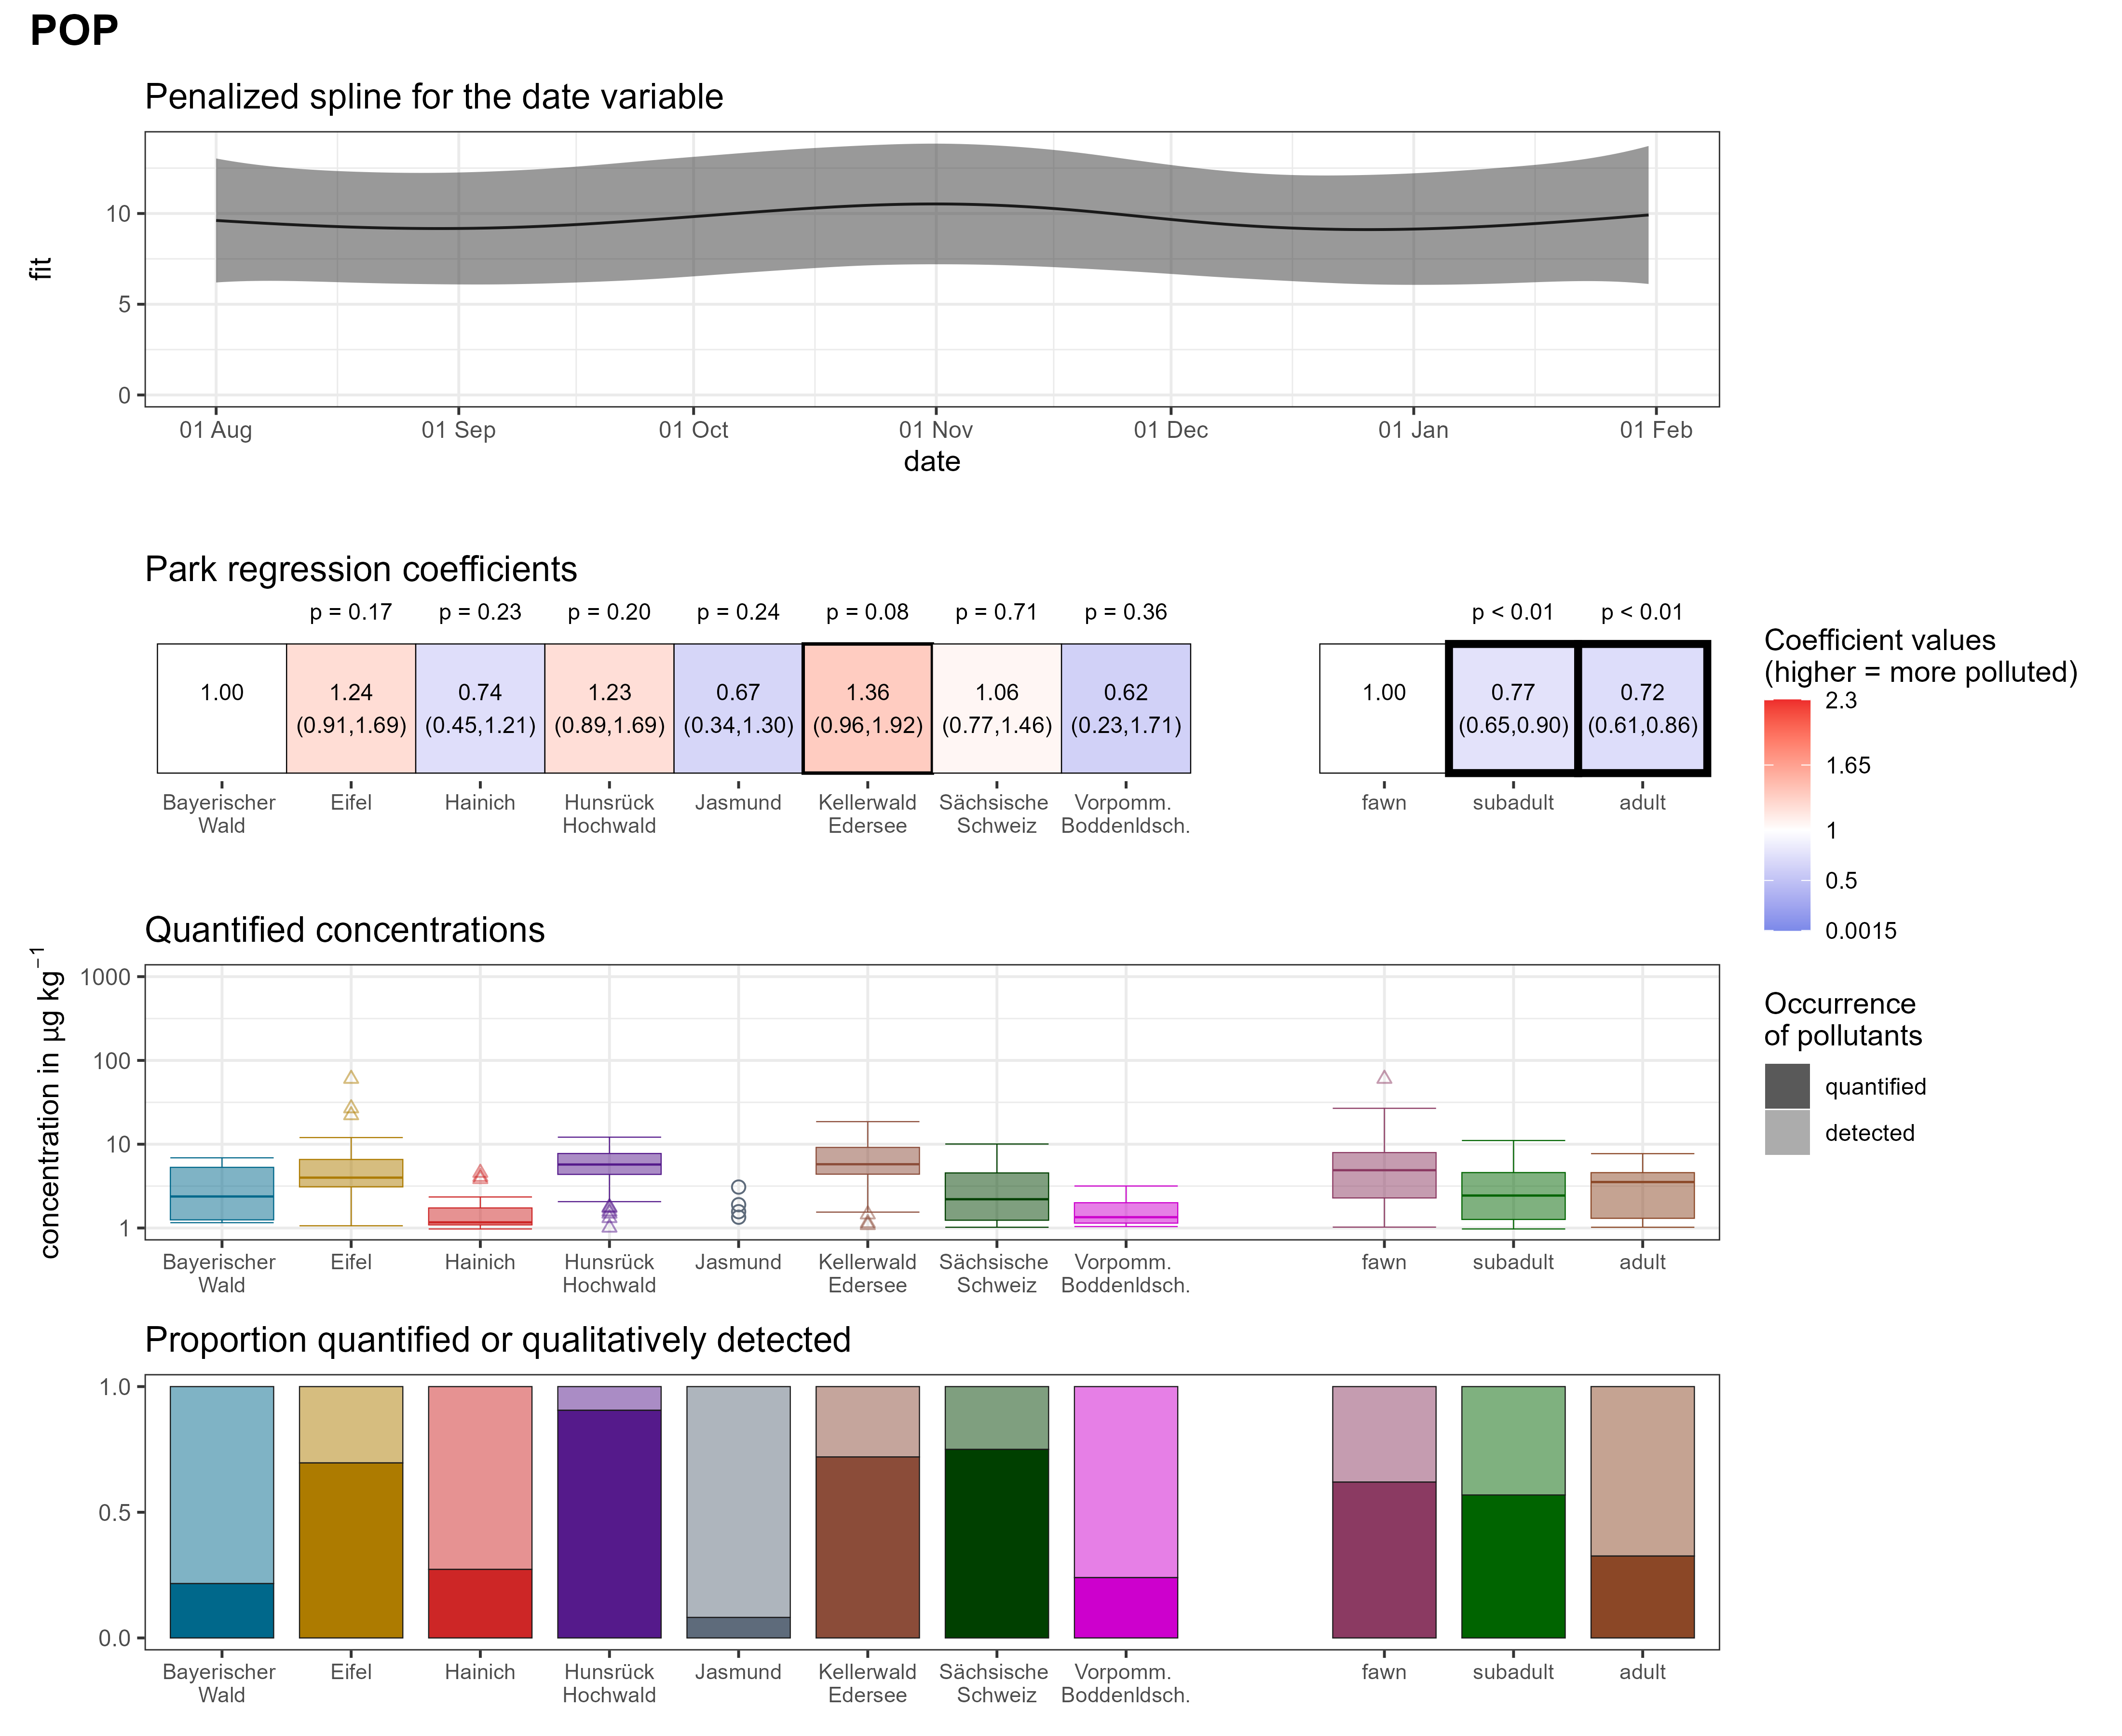 POP
Penalized spline for the date variable
fit
10
5
0
01 Aug 01 Sep 01 Oct 01 Nov 01 Dec 01 Jan 01 Feb
date
Park regression coefficients
p = 0.17 p = 0.23 p = 0.20 p = 0.24 p = 0.08 p = 0.71 p = 0.36 p < 0.01 p < 0.01
1.00 1.24 0.74 1.23 0.67 1.36 1.06 0.62 1.00 0.77 0.72
(0.91,1.69) (0.45,1.21) (0.89,1.69) (0.34,1.30) (0.96,1.92) (0.77,1.46) (0.23,1.71) (0.65,0.90) (0.61,0.86)
Bayerischer Eifel Hainich Hunsrück Jasmund Kellerwald Sächsische Vorpomm. fawn subadult adult
Wald Hochwald Edersee Schweiz Boddenldsch.
Coefficient values
(higher = more polluted)
2.3
1.65
1
0.5
0.0015
Quantified concentrations
concentration in µg kg⁻¹
1000
100
10
1
Bayerischer Eifel Hainich Hunsrück Jasmund Kellerwald Sächsische Vorpomm. fawn subadult adult
Wald Hochwald Edersee Schweiz Boddenldsch.
Occurrence
of pollutants
quantified
detected
Proportion quantified or qualitatively detected
1.0
0.5
0.0
Bayerischer Eifel Hainich Hunsrück Jasmund Kellerwald Sächsische Vorpomm. fawn subadult adult
Wald Hochwald Edersee Schweiz Boddenldsch.